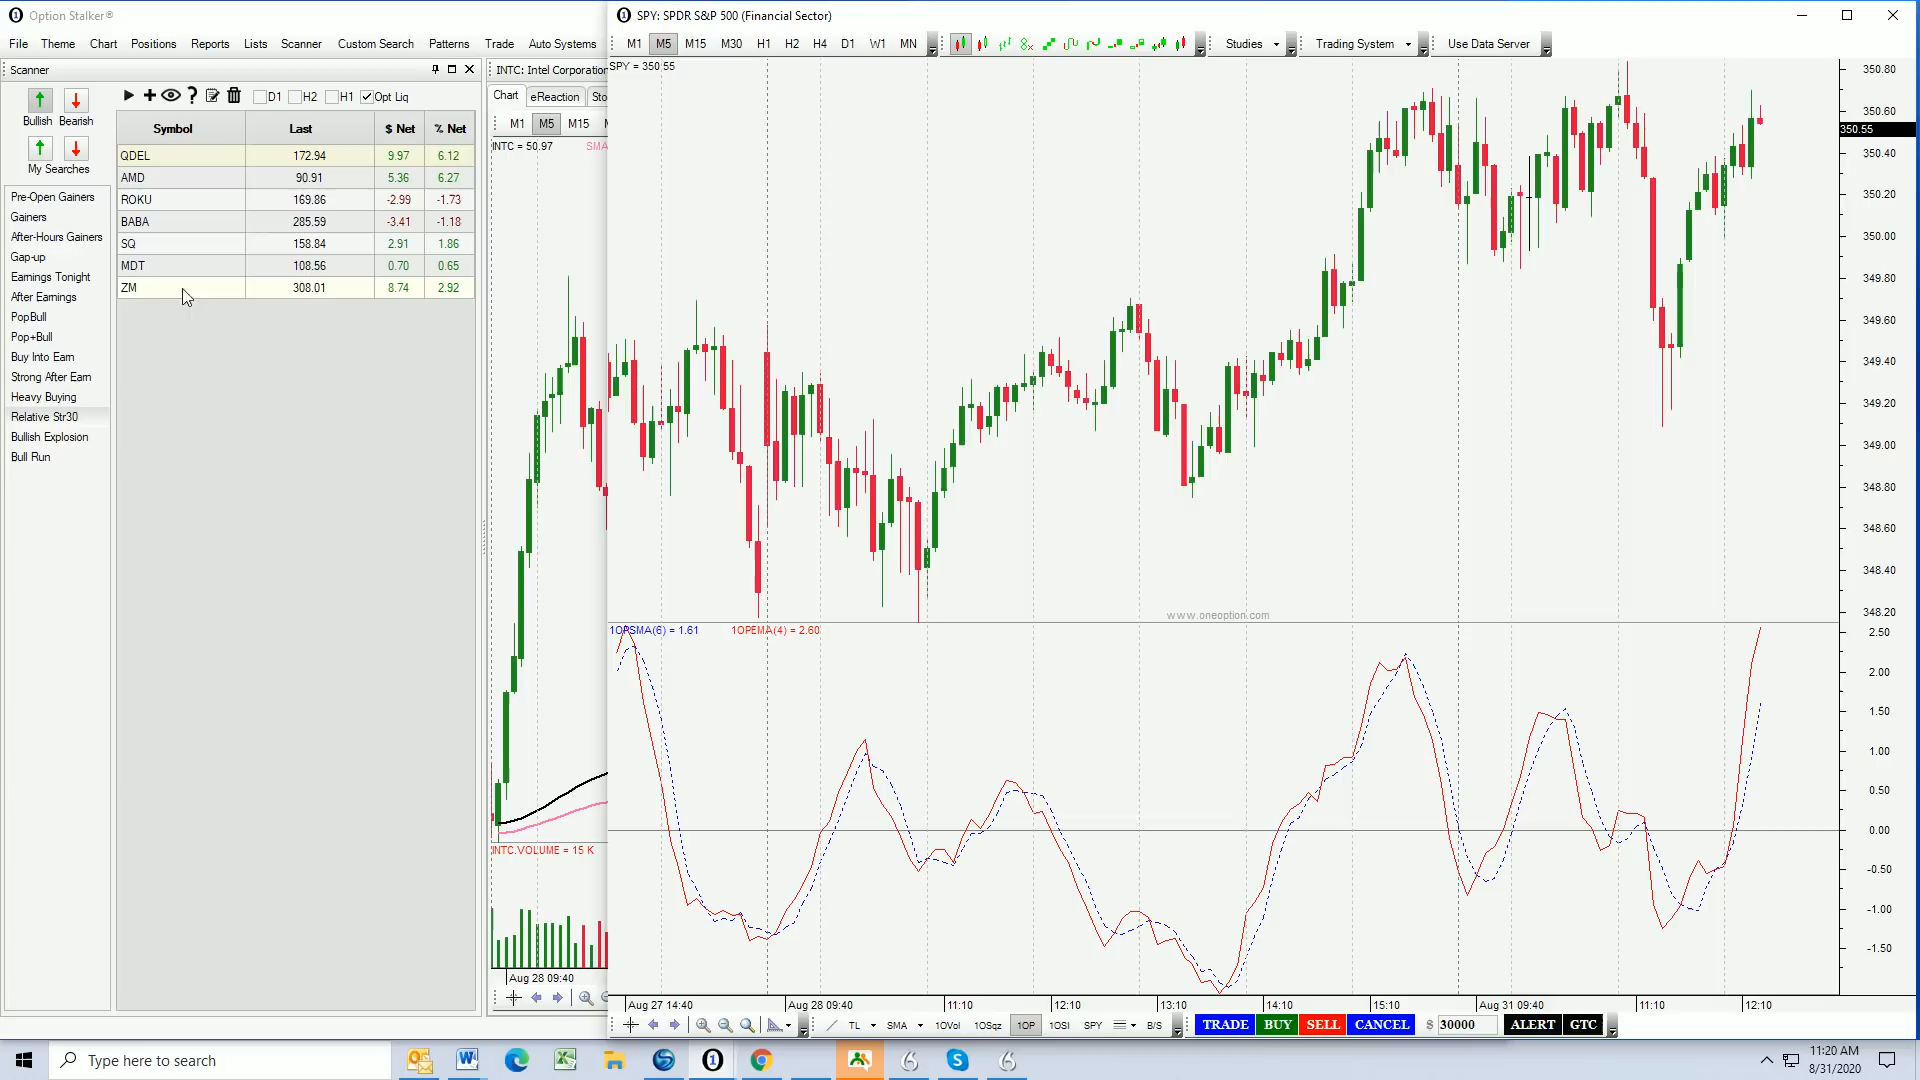 Option Stalker®
SPY: SPDR S&P 500 (Financial Sector)
File Theme Chart Positions Reports Lists Scanner Custom Search Patterns Trade Auto Systems
M1 M5 M15 M30 H1 H2 H4 D1 W1 MN Studies Trading System Use Data Server
Scanner
INTC: Intel Corporation
SPY = 350.55
Bullish Bearish
My Searches
D1 H2 H1 Opt Liq
Chart eReaction
M1 M5 M15
INTC = 50.97 SMA
Symbol Last $ Net % Net
QDEL 172.94 9.97 6.12
AMD 90.91 5.36 6.27
ROKU 169.86 -2.99 -1.73
BABA 285.59 -3.41 -1.18
SQ 158.84 2.91 1.86
MDT 108.56 0.70 0.65
ZM 308.01 8.74 2.92
Pre-Open Gainers
Gainers
After-Hours Gainers
Gap-up
Earnings Tonight
After Earnings
PopBull
Pop+Bull
Buy Into Earn
Strong After Earn
Heavy Buying
Relative Str30
Bullish Explosion
Bull Run
350.80
350.60
350.55
350.40
350.20
350.00
349.80
349.60
349.40
349.20
349.00
348.80
348.60
348.40
348.20
www.oneoption.com
1OPSMA(6) = 1.61 1OPEMA(4) = 2.60
2.50
2.00
1.50
1.00
0.50
0.00
-0.50
-1.00
-1.50
INTC.VOLUME = 15 K
Aug 28 09:40
Aug 27 14:40 Aug 28 09:40 11:10 12:10 13:10 14:10 15:10 Aug 31 09:40 11:10 12:10
TL SMA 1OVol 1OSqz 1OP 1OSI SPY B/S TRADE BUY SELL CANCEL $ 30000 ALERT GTC
Type here to search
11:20 AM
8/31/2020